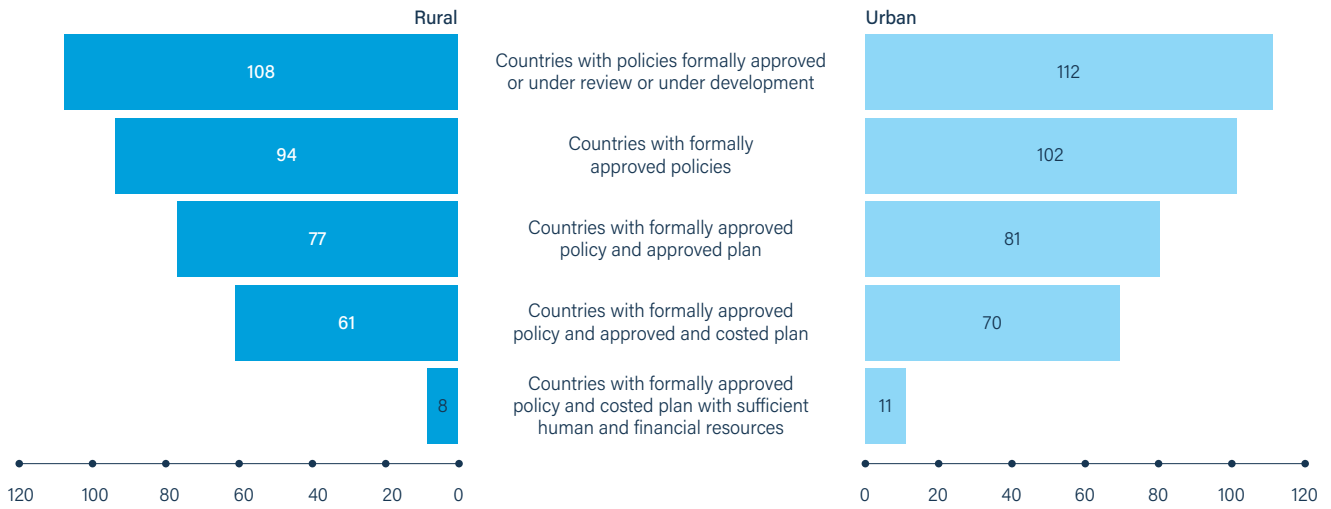 Rural
Urban
108
Countries with policies formally approved
or under review or under development
112
94
Countries with formally
approved policies
102
77
Countries with formally approved
policy and approved plan
81
61
Countries with formally approved
policy and approved and costed plan
70
8
Countries with formally approved
policy and costed plan with sufficient
human and financial resources
11
120 100 80 60 40 20 0
0 20 40 60 80 100 120